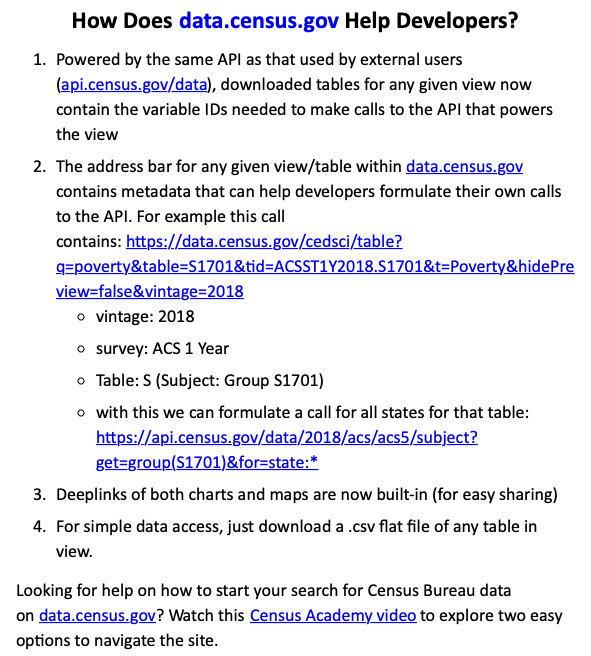 How Does data.census.gov Help Developers?
1. Powered by the same API as that used by external users
(api.census.gov/data), downloaded tables for any given view now
contain the variable IDs needed to make calls to the API that powers
the view
2. The address bar for any given view/table within data.census.gov
contains metadata that can help developers formulate their own calls
to the API. For example this call
contains: https://data.census.gov/cedsci/table?
q=poverty&table=S1701&tid=ACSST1Y2018.S1701&t=Poverty&hidePre
view=false&vintage=2018
○ vintage: 2018
○ survey: ACS 1 Year
○ Table: S (Subject: Group S1701)
○ with this we can formulate a call for all states for that table:
https://api.census.gov/data/2018/acs/acs5/subject?
get=group(S1701)&for=state:*
3. Deeplinks of both charts and maps are now built-in (for easy sharing)
4. For simple data access, just download a .csv flat file of any table in
view.
Looking for help on how to start your search for Census Bureau data
on data.census.gov? Watch this Census Academy video to explore two easy
options to navigate the site.